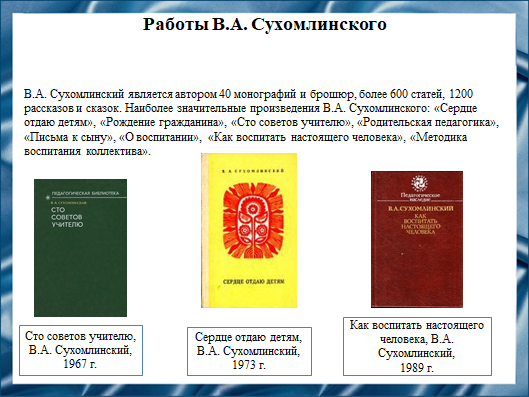 Работы В.А. Сухомлинского
В.А. Сухомлинский является автором 40 монографий и брошюр, более 600 статей, 1200
рассказов и сказок. Наиболее значительные произведения В.А. Сухомлинского: «Сердце
отдаю детям», «Рождение гражданина», «Сто советов учителю», «Родительская педагогика»,
«Письма к сыну», «О воспитании», «Как воспитать настоящего человека», «Методика
воспитания коллектива».
ПЕДАГОГИЧЕСКАЯ БИБЛИОТЕКА
В.А.СУХОМЛИНСКИЙ
СТО
СОВЕТОВ
УЧИТЕЛЮ
В. А. СУХОМЛИНСКИЙ
СЕРДЦЕ ОТДАЮ ДЕТЯМ
Педагогическое
наследие
В.А.СУХОМЛИНСКИЙ
КАК
ВОСПИТАТЬ
НАСТОЯЩЕГО
ЧЕЛОВЕКА
Сто советов учителю,
В.А. Сухомлинский,
1967 г.
Сердце отдаю детям,
В.А. Сухомлинский,
1973 г.
Как воспитать настоящего
человека, В.А.
Сухомлинский,
1989 г.